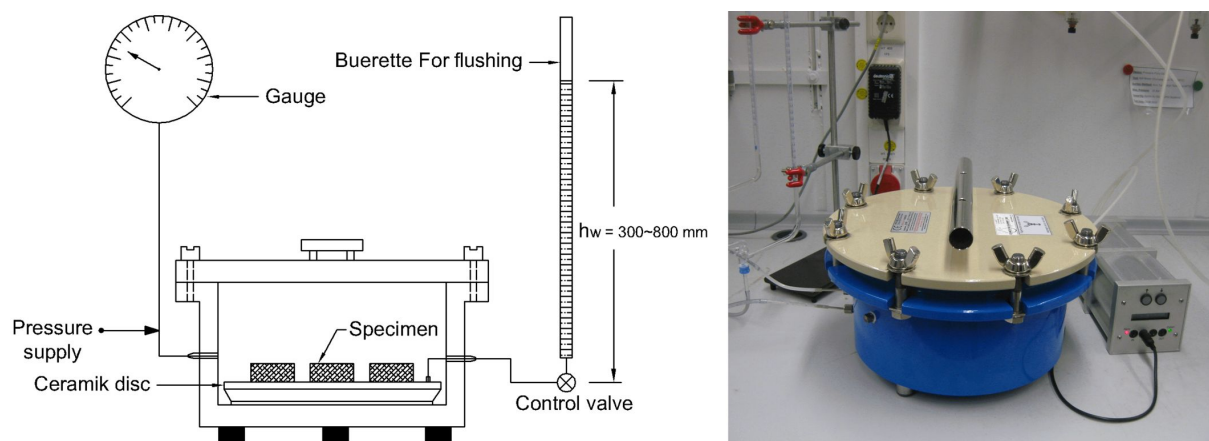 Buerette For flushing
Gauge
hw = 300~800 mm
Pressure
supply
Specimen
Ceramik disc
Control valve